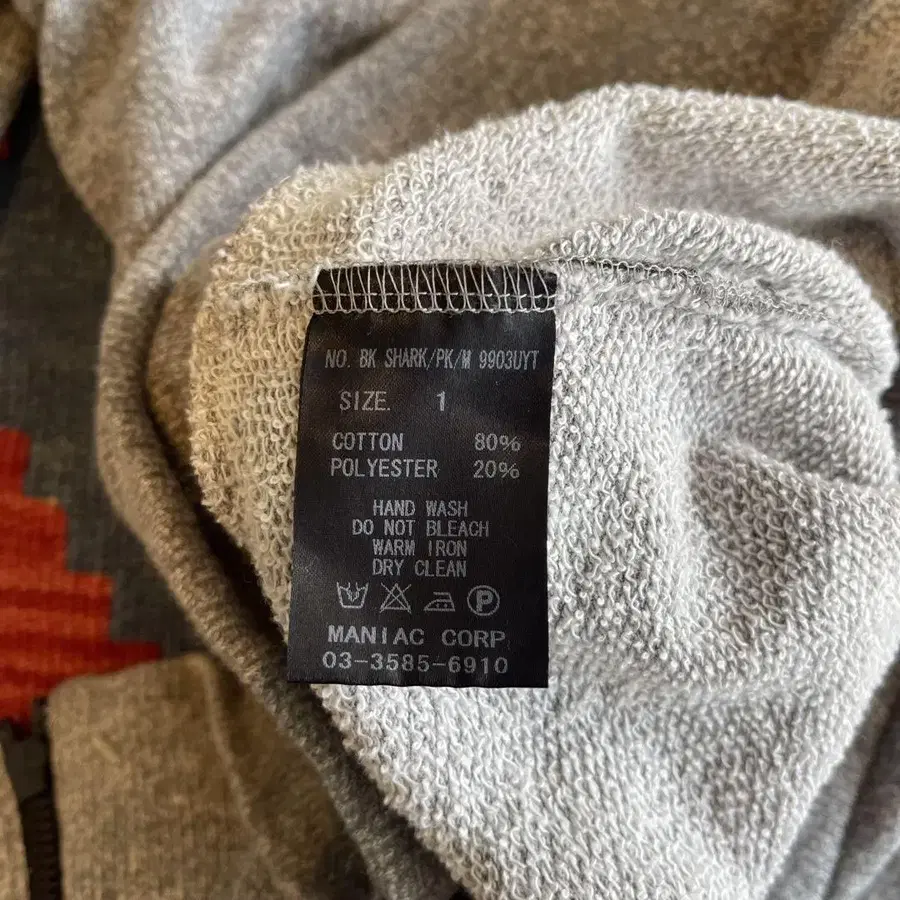 NO. BK SHARK/PK/M 9903UYT
SIZE. 1
COTTON 80%
POLYESTER 20%
HAND WASH
DO NOT BLEACH
WARM IRON
DRY CLEAN
P
MANIAC CORP.
03-3585-6910